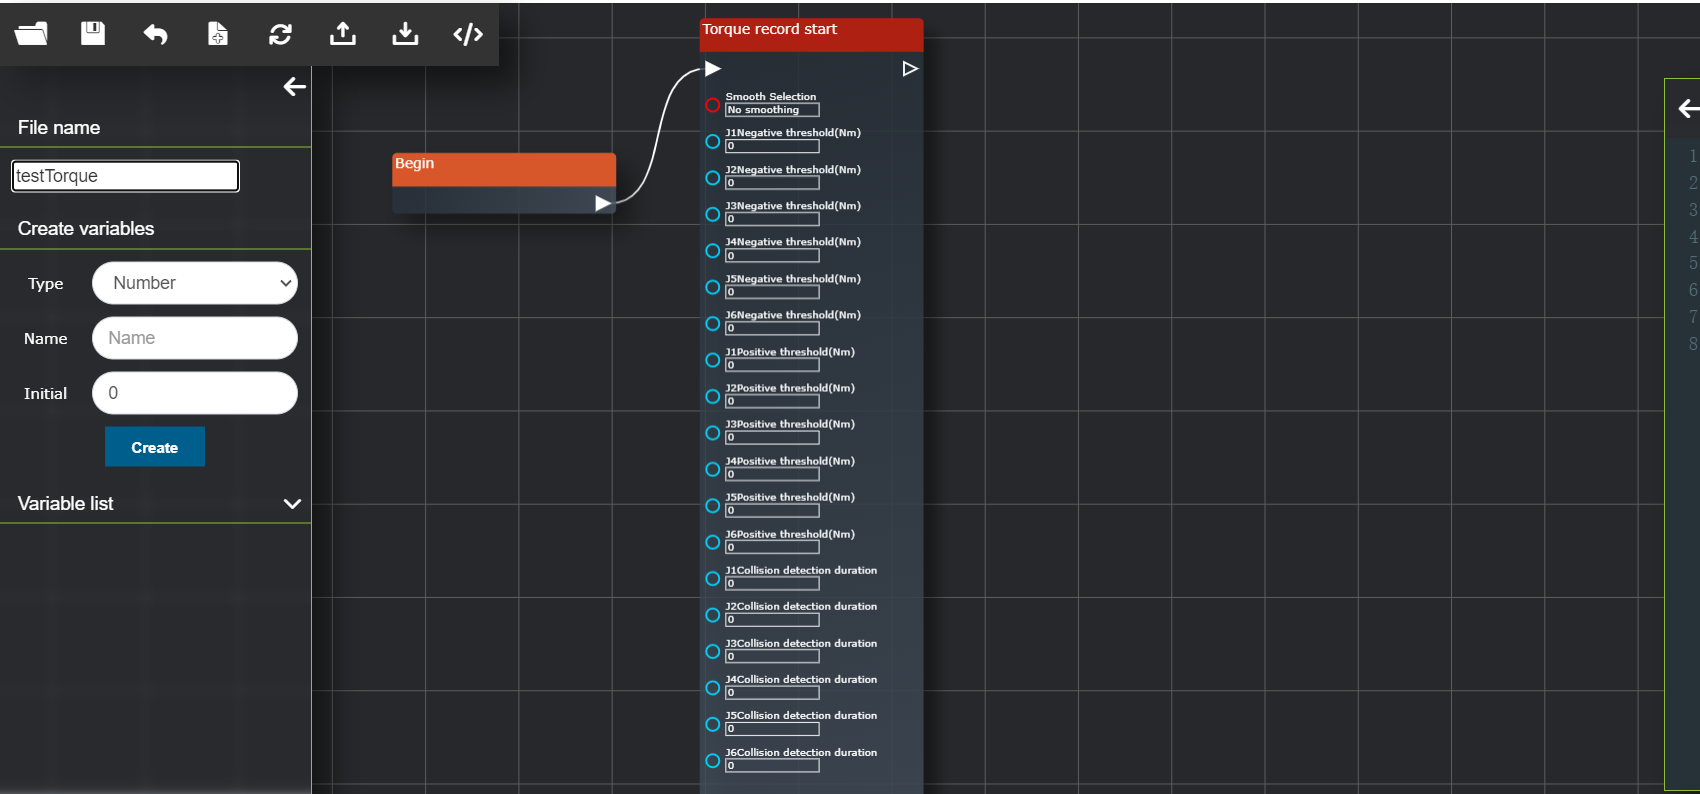 File name
testTorque
Create variables
Type
Number
Name
Name
Initial
0
Create
Variable list
Begin
Torque record start
Smooth Selection
No smoothing
J1Negative threshold(Nm)
0
J2Negative threshold(Nm)
0
J3Negative threshold(Nm)
0
J4Negative threshold(Nm)
0
J5Negative threshold(Nm)
0
J6Negative threshold(Nm)
0
J1Positive threshold(Nm)
0
J2Positive threshold(Nm)
0
J3Positive threshold(Nm)
0
J4Positive threshold(Nm)
0
J5Positive threshold(Nm)
0
J6Positive threshold(Nm)
0
J1Collision detection duration
0
J2Collision detection duration
0
J3Collision detection duration
0
J4Collision detection duration
0
J5Collision detection duration
0
J6Collision detection duration
0
1
2
3
4
5
6
7
8